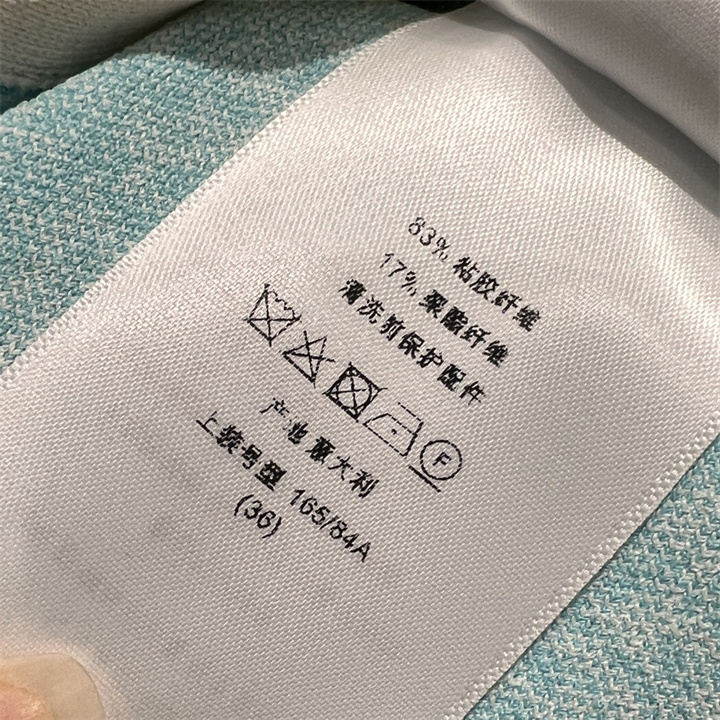 83% 粘胶纤维
17% 聚酯纤维
清洗前保护配件
F
产地 意大利
上装号型 165/84A
(36)